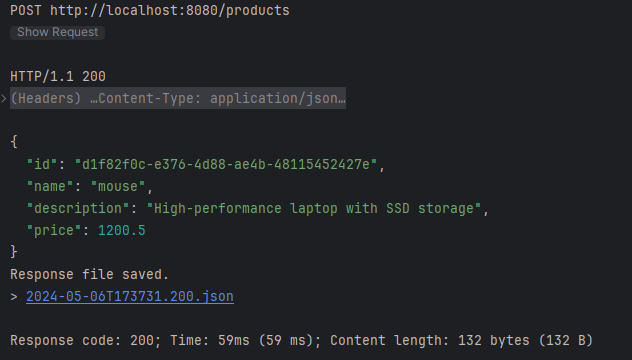 POST http://localhost:8080/products
Show Request
HTTP/1.1 200
(Headers) …Content-Type: application/json…
{
"id": "d1f82f0c-e376-4d88-ae4b-48115452427e",
"name": "mouse",
"description": "High-performance laptop with SSD storage",
"price": 1200.5
}
Response file saved.
> 2024-05-06T173731.200.json
Response code: 200; Time: 59ms (59 ms); Content length: 132 bytes (132 B)